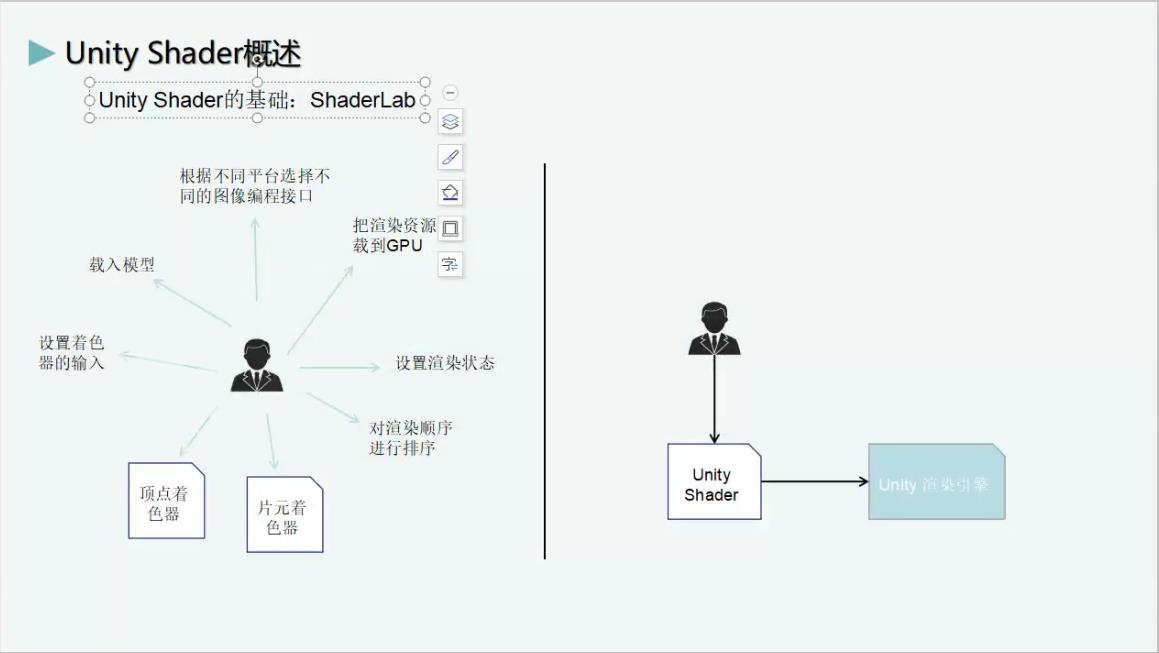 Unity Shader概述
Unity Shader的基础：ShaderLab
根据不同平台选择不
同的图像编程接口
把渲染资源
载到GPU
载入模型
设置着色
器的输入
设置渲染状态
对渲染顺序
进行排序
顶点着
色器
片元着
色器
Unity
Shader
Unity 渲染引擎
字